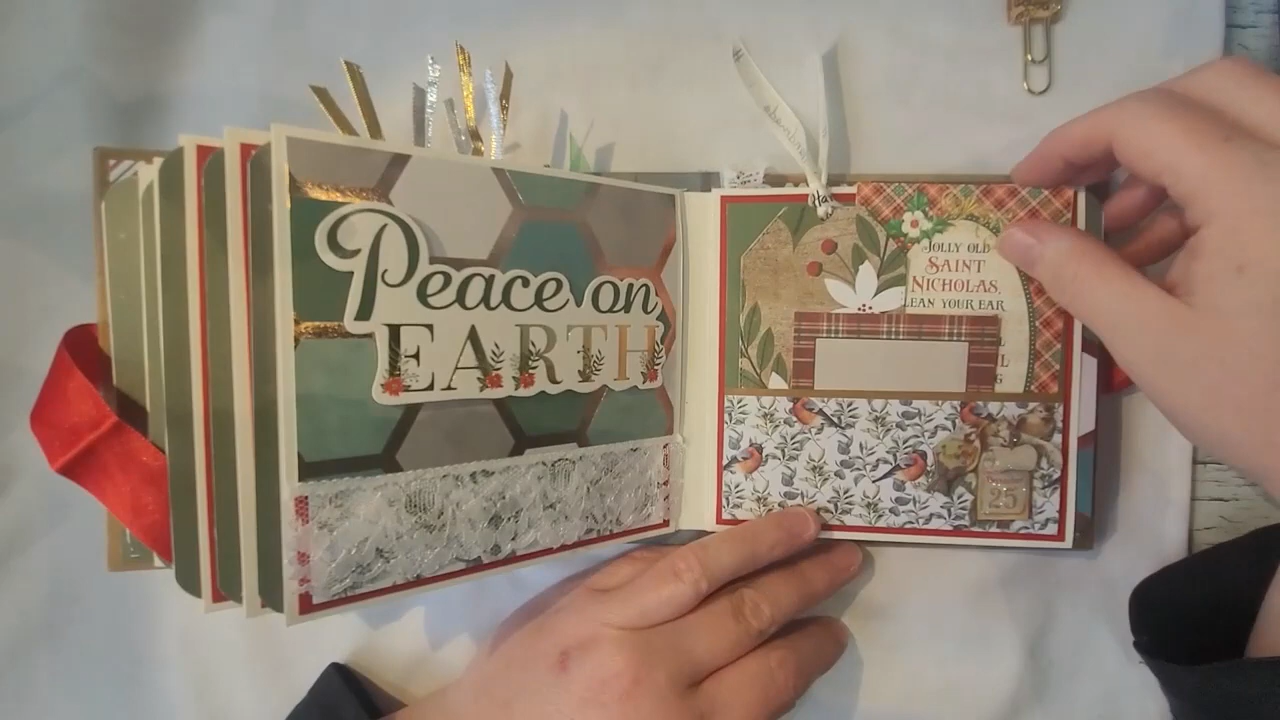 Peace on
EARTH
JOLLY OLD
SAINT
NICHOLAS,
LEAN YOUR EAR
25